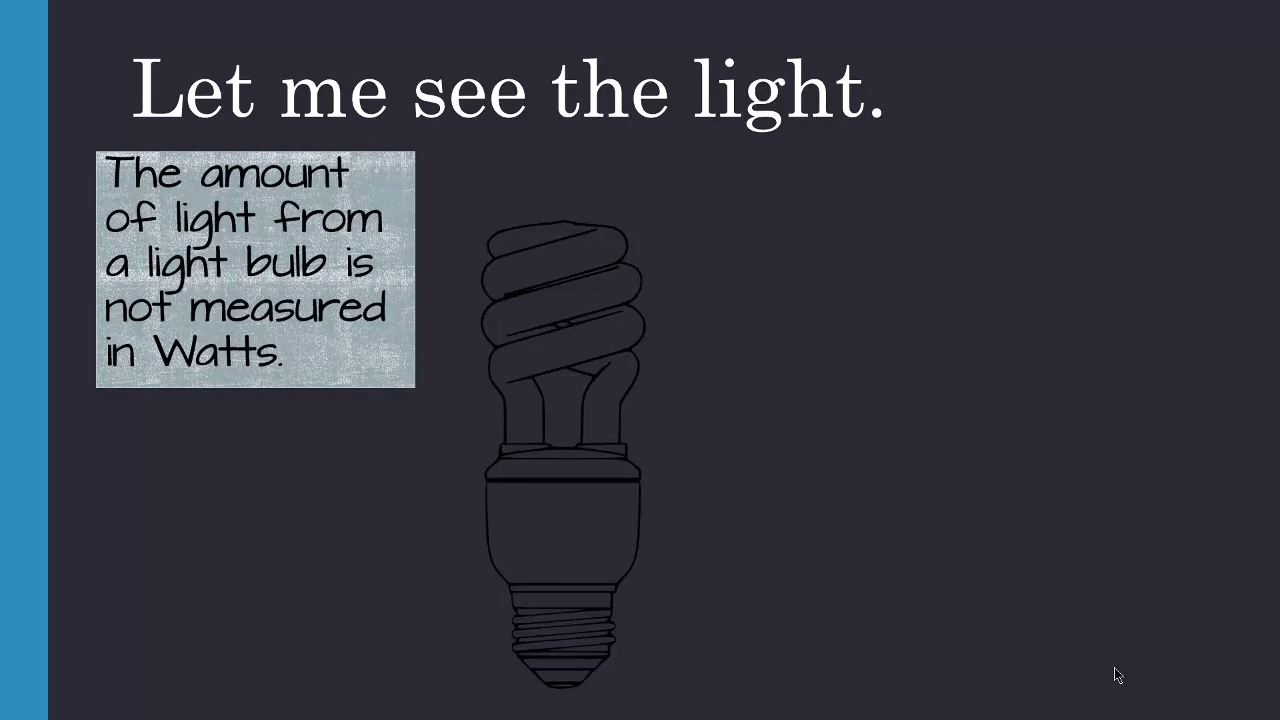 Let me see the light.
The amount
of light from
a light bulb is
not measured
in Watts.